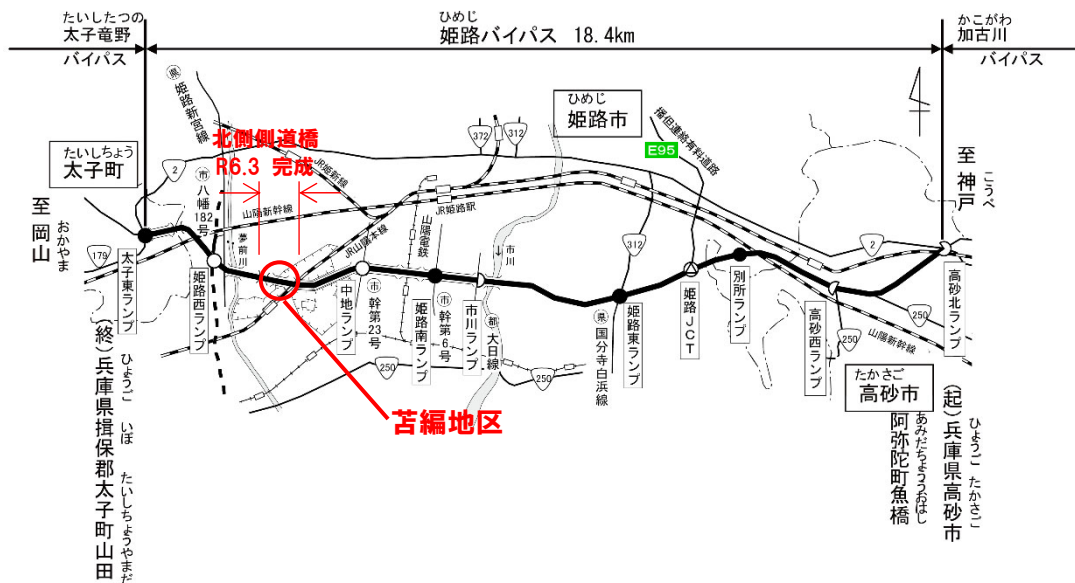 たいしたつの
太子竜野
バイパス
ひめじ
姫路バイパス 18.4km
かこがわ
加古川
バイパス
県 姫路新宮線
北側側道橋
R6.3 完成
ひめじ
姫路市
372
312
播但連絡有料道路
E95
たいしちょう
太子町
2
市 八幡182号
JR姫新線
山陽新幹線
JR姫路駅
JR山陽本線
山陽電鉄
市川
夢前川
至 岡山
おかやま
至 神戸
こうべ
179
312
2
太子東ランプ
姫路西ランプ
中地ランプ
市 幹第23号
姫路南ランプ
市 幹第6号
市川ランプ
都 大日線
県 国分寺白浜線
姫路東ランプ
姫路JCT
別所ランプ
高砂西ランプ
高砂北ランプ
250
250
250
250
山陽新幹線
苫編地区
たかさご
高砂市
(終)兵庫県揖保郡太子町山田
ひょうご いぼ たいしちょうやまだ
(起)兵庫県高砂市
ひょうご たかさご
阿弥陀町魚橋
あみだちょううおはし